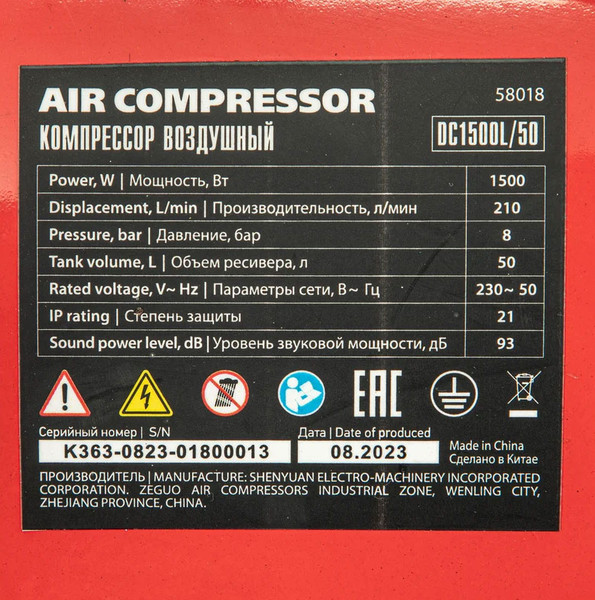 AIR COMPRESSOR
58018
КОМПРЕССОР ВОЗДУШНЫЙ
DC1500L/50
Power, W | Мощность, Вт 1500
Displacement, L/min | Производительность, л/мин 210
Pressure, bar | Давление, бар 8
Tank volume, L | Объем ресивера, л 50
Rated voltage, V~ Hz | Параметры сети, В~ Гц 230~ 50
IP rating | Степень защиты 21
Sound power level, dB | Уровень звуковой мощности, дБ 93
EAC
Серийный номер | S/N
Дата | Date of produced
K363-0823-01800013
08.2023
Made in China
Сделано в Китае
ПРОИЗВОДИТЕЛЬ | MANUFACTURE: SHENYUAN ELECTRO-MACHINERY INCORPORATED
CORPORATION. ZEGUO AIR COMPRESSORS INDUSTRIAL ZONE, WENLING CITY,
ZHEJIANG PROVINCE, CHINA.